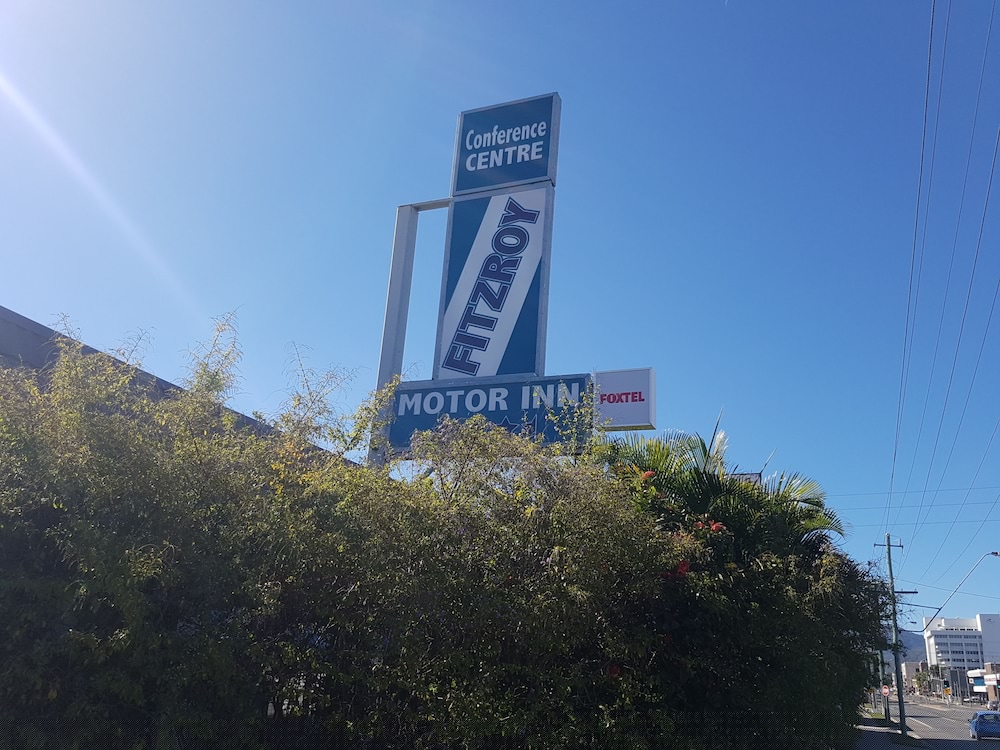 Conference
CENTRE
FITZROY
MOTOR INN
FOXTEL